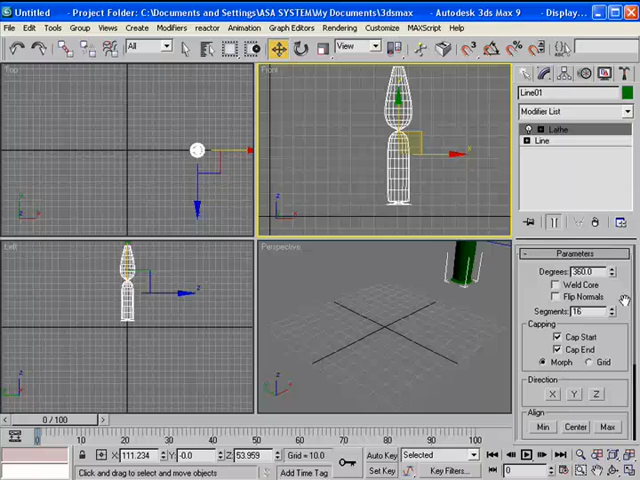 Untitled - Project Folder: C:\Documents and Settings\ASA SYSTEM\My Documents\3dsmax - Autodesk 3ds Max 9 - Display...
File Edit Tools Group Views Create Modifiers reactor Animation Graph Editors Rendering Customize MAXScript Help
All View
Top Front
Line01
Modifier List
Lathe
Line
Left Perspective
Parameters
Degrees: 360.0
Weld Core
Flip Normals
Segments: 16
Capping
Cap Start
Cap End
Morph Grid
Direction
X Y Z
Align
Min Center Max
0 / 100
0 10 20 30 40 50 60 70 80 90 100
1 Object X: 111.234 Y: -0.0 Z: 53.959 Grid = 10.0 Auto Key Selected
Click and drag to select and move objects Add Time Tag Set Key Key Filters... 0